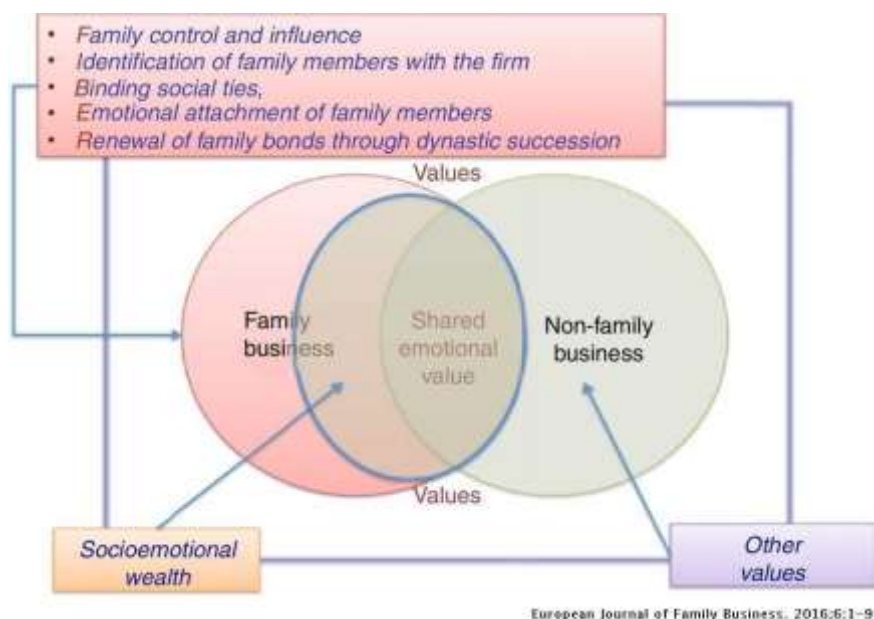 • Family control and influence
• Identification of family members with the firm
• Binding social ties,
• Emotional attachment of family members
• Renewal of family bonds through dynastic succession
Values
Family
business
Shared
emotional
value
Non-family
business
Values
Socioemotional
wealth
Other
values
European Journal of Family Business. 2016;6:1-9